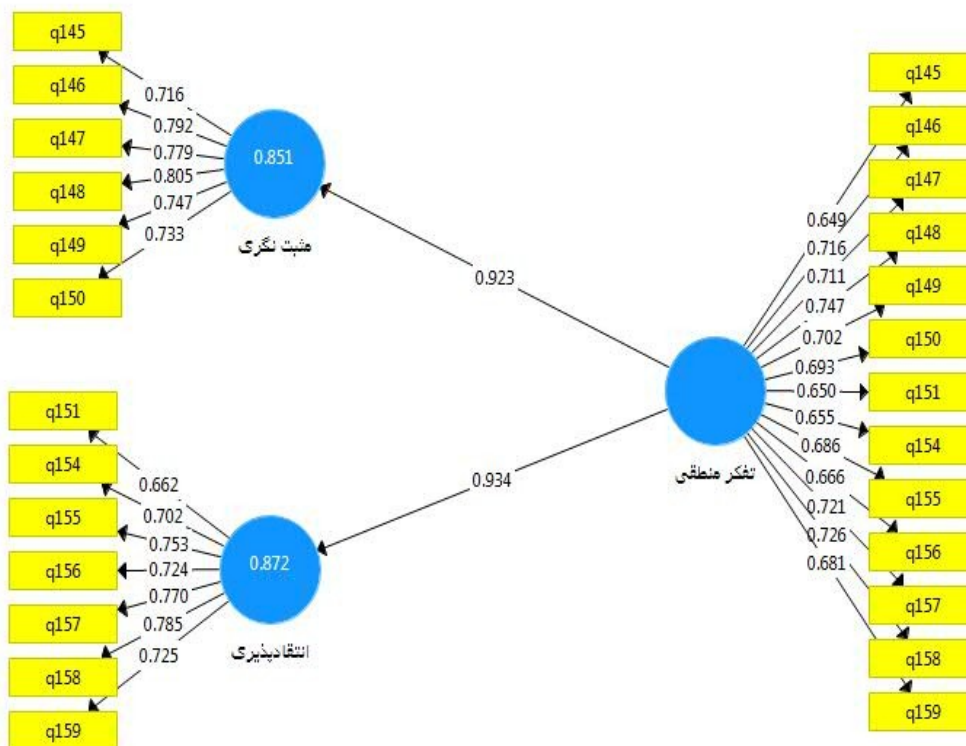 q145
q146
q147
q148
q149
q150
0.716
0.792
0.779
0.805
0.747
0.733
0.851
مثبت نگری
0.923
q151
q154
q155
q156
q157
q158
q159
0.662
0.702
0.753
0.724
0.770
0.785
0.725
0.872
انتقادپذیری
0.934
تفکر منطقی
0.649
0.716
0.711
0.747
0.702
0.693
0.650
0.655
0.686
0.666
0.721
0.726
0.681
q145
q146
q147
q148
q149
q150
q151
q154
q155
q156
q157
q158
q159